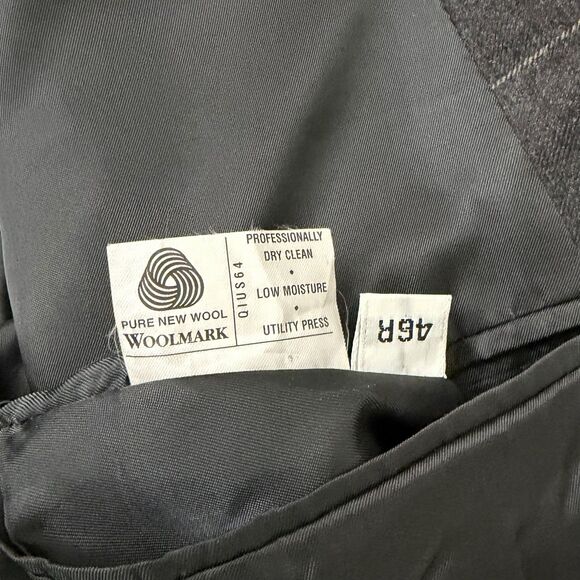 PURE NEW WOOL
WOOLMARK
QIUS64
PROFESSIONALLY
DRY CLEAN
•
LOW MOISTURE
•
UTILITY PRESS
46R